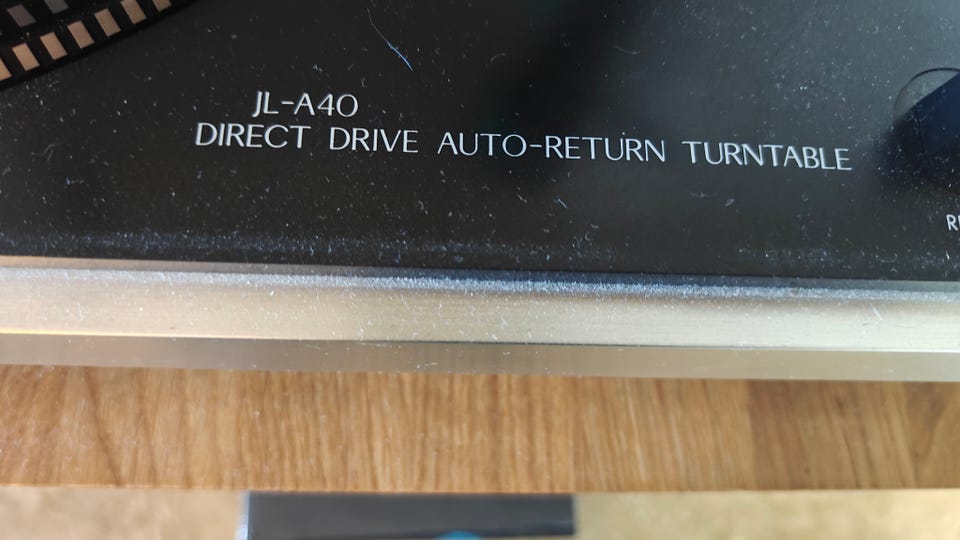 JL-A40
DIRECT DRIVE AUTO-RETURN TURNTABLE